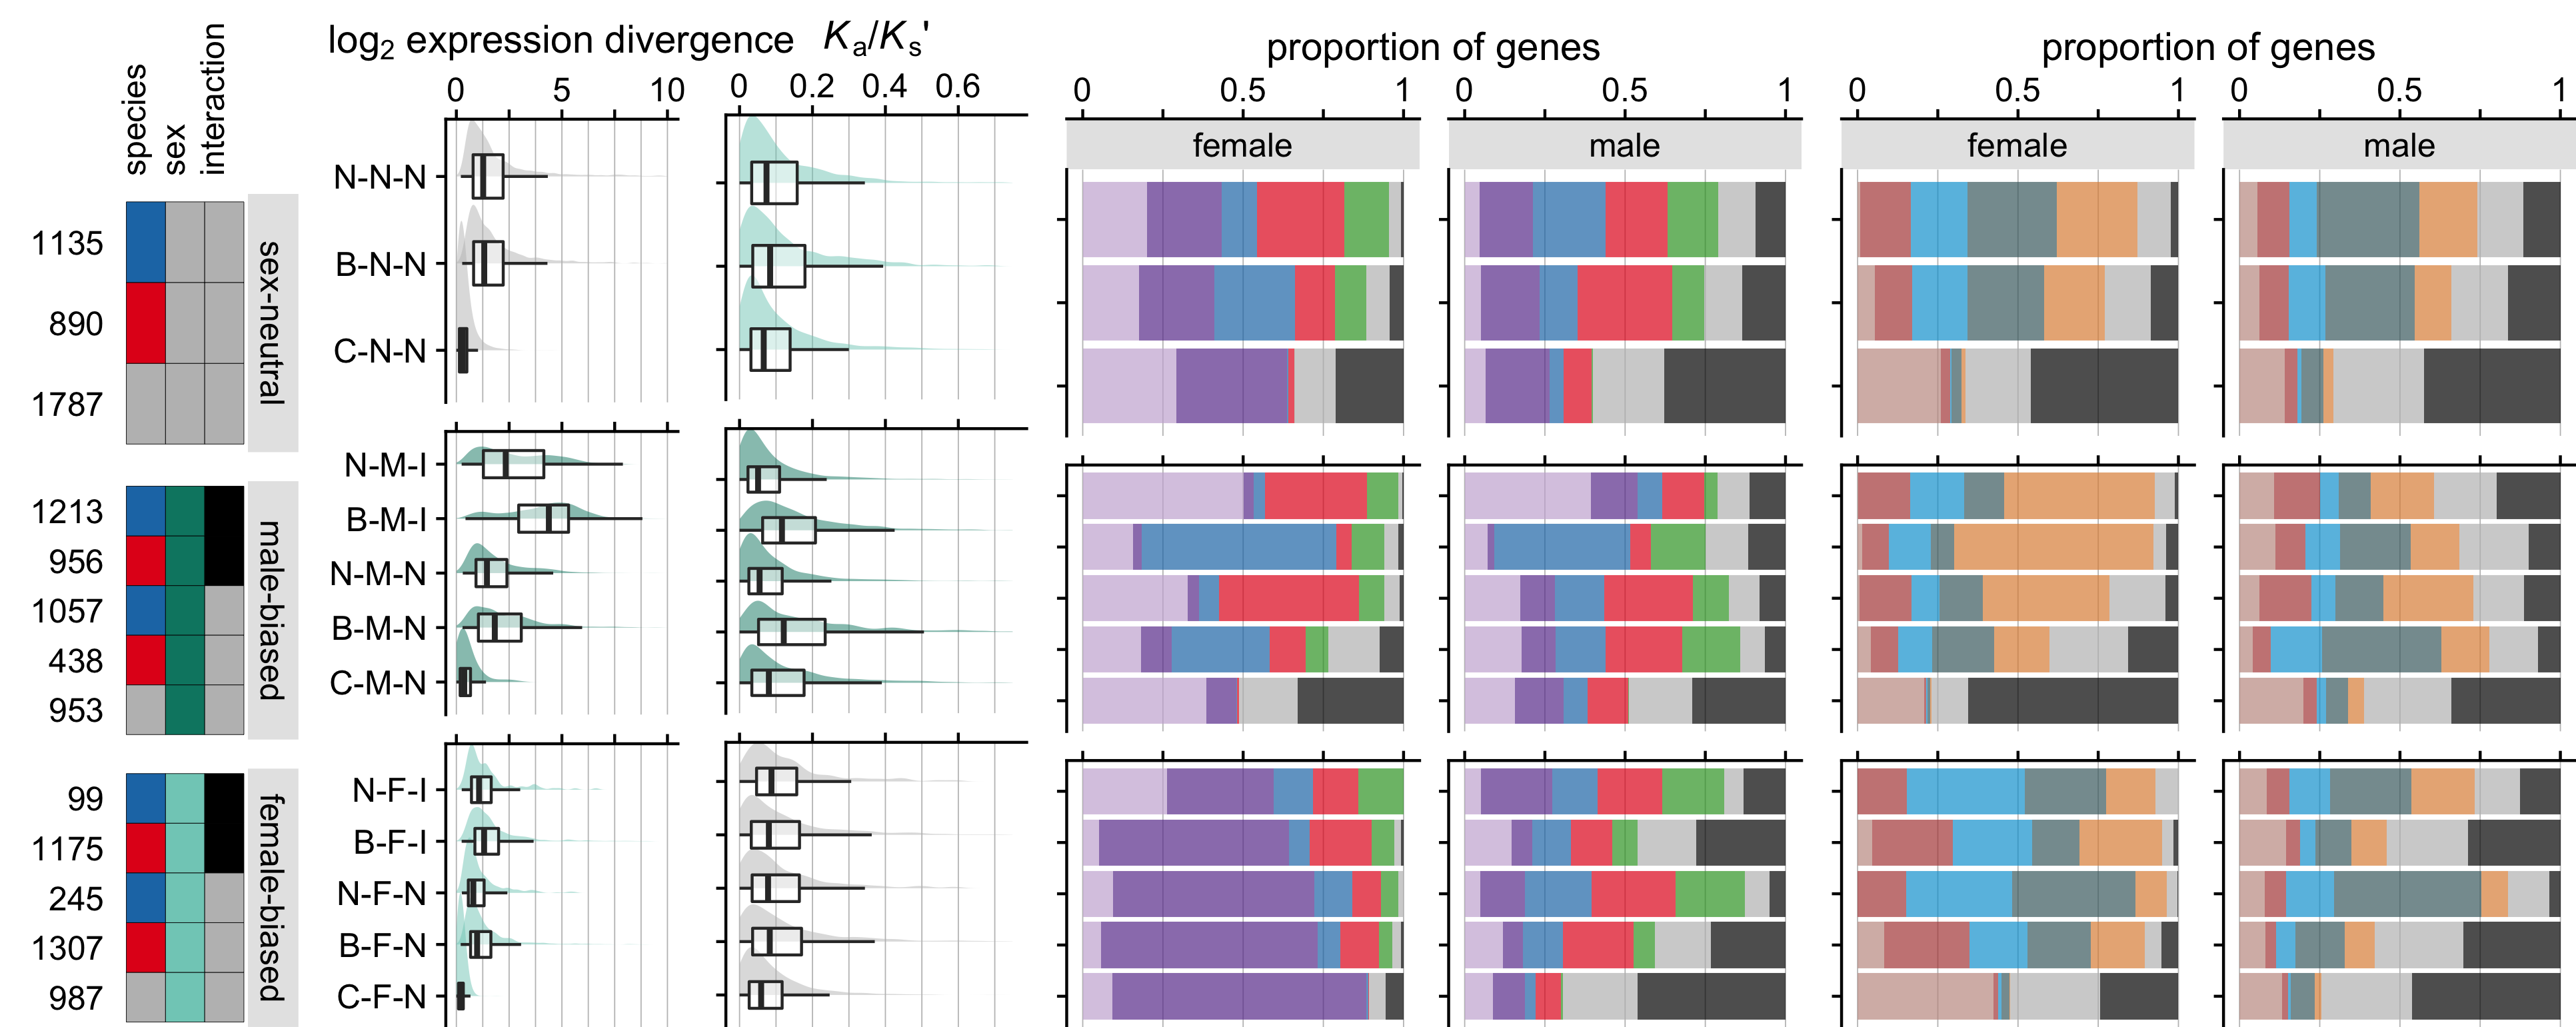 species
sex
interaction
log2 expression divergence
Ka/Ks'
proportion of genes
proportion of genes
0 5 10
0 0.2 0.4 0.6
0 0.5 1
0 0.5 1
0 0.5 1
0 0.5 1
female
male
female
male
1135
890
1787
sex-neutral
N-N-N
B-N-N
C-N-N
1213
956
1057
438
953
male-biased
N-M-I
B-M-I
N-M-N
B-M-N
C-M-N
99
1175
245
1307
987
female-biased
N-F-I
B-F-I
N-F-N
B-F-N
C-F-N